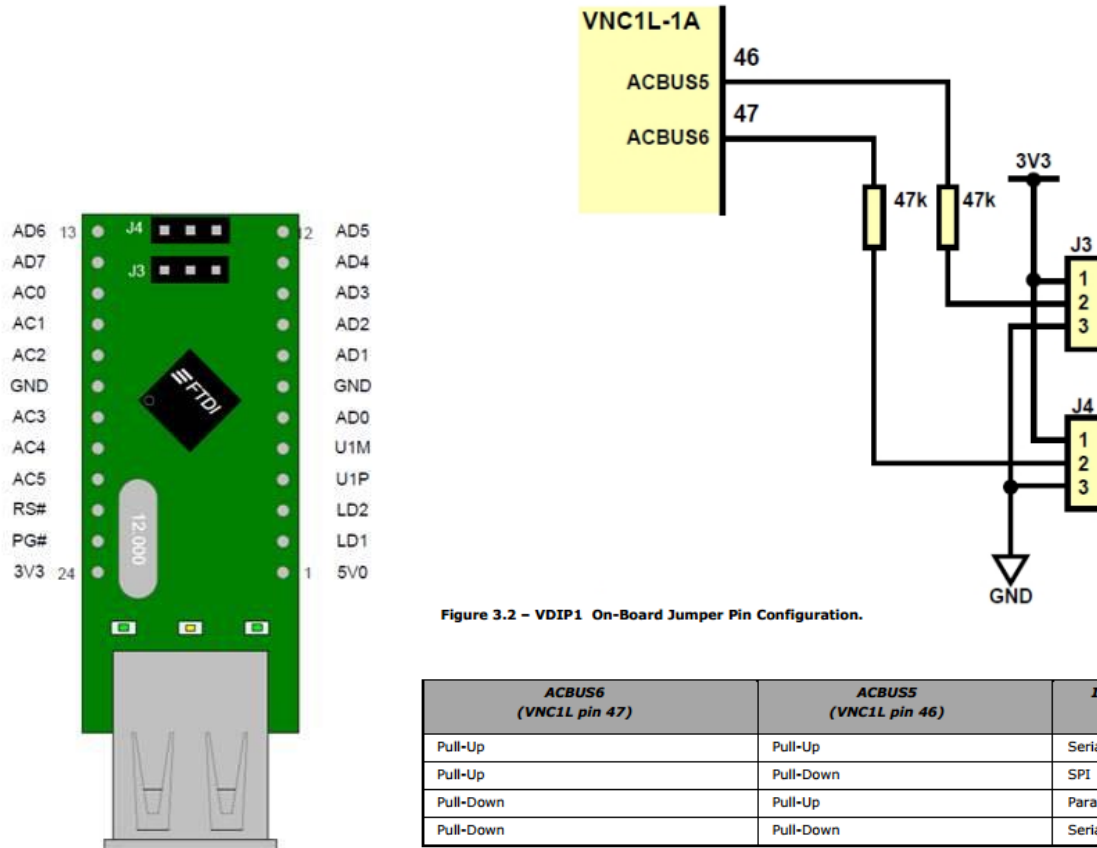 VNC1L-1A
46
ACBUS5
47
ACBUS6
3V3
47k
47k
J3
1
2
3
J4
1
2
3
GND
Figure 3.2 – VDIP1 On-Board Jumper Pin Configuration.
AD6 13 J4 12 AD5
AD7 J3 AD4
AC0 AD3
AC1 AD2
AC2 AD1
GND FTDI GND
AC3 AD0
AC4 U1M
AC5 U1P
RS# 12.000 LD2
PG# LD1
3V3 24 1 5V0
ACBUS6 ACBUS5
(VNC1L pin 47) (VNC1L pin 46)
Pull-Up Pull-Up Seria
Pull-Up Pull-Down SPI
Pull-Down Pull-Up Para
Pull-Down Pull-Down Seria